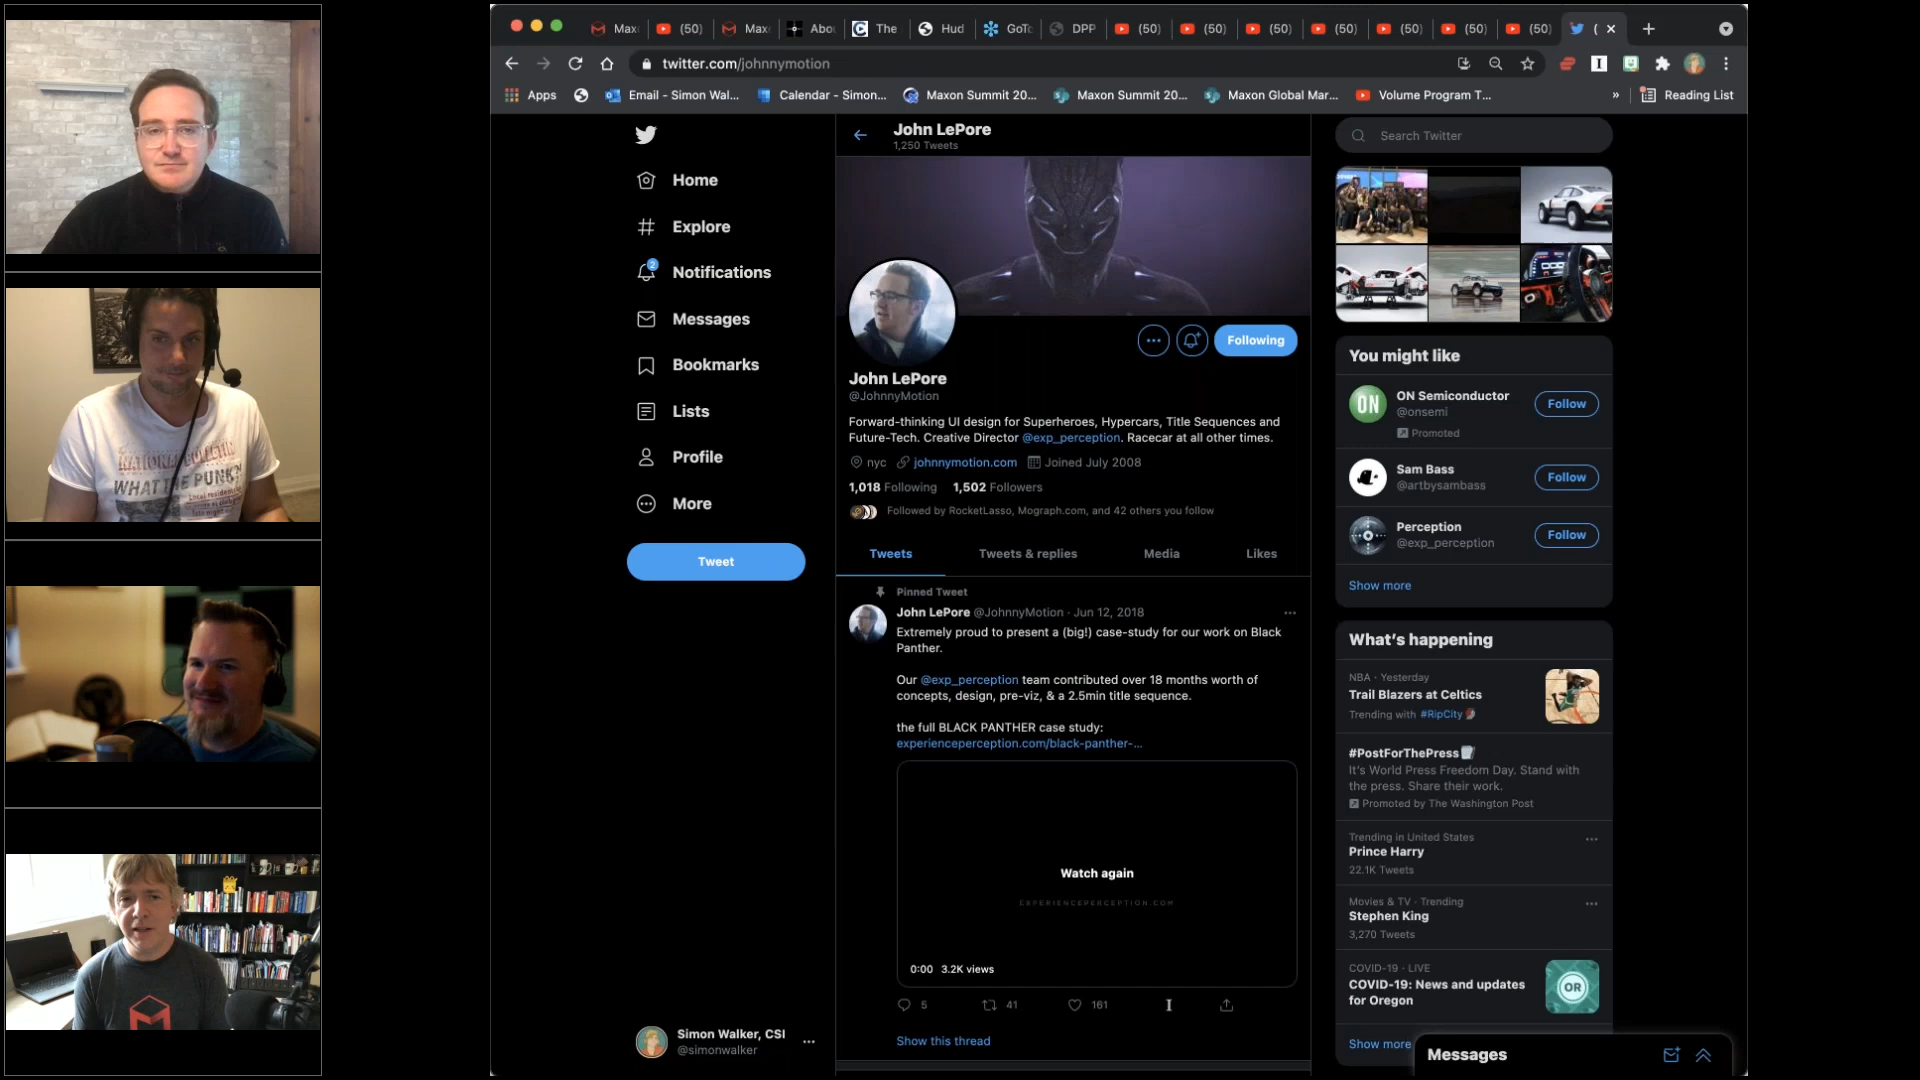 Max
(50)
Max
Abo
The
Hud
GoTo
DPP
(50)
(50)
(50)
(50)
(50)
(50)
(50)
(
twitter.com/johnnymotion
Apps
Email - Simon Wal...
Calendar - Simon...
Maxon Summit 20...
Maxon Summit 20...
Maxon Global Mar...
Volume Program T...
»
Reading List
Home
Explore
2
Notifications
Messages
Bookmarks
Lists
Profile
More
Tweet
Simon Walker, CSI
@simonwalker
John LePore
1,250 Tweets
Following
John LePore
@JohnnyMotion
Forward-thinking UI design for Superheroes, Hypercars, Title Sequences and
Future-Tech. Creative Director @exp_perception. Racecar at all other times.
nyc johnnymotion.com Joined July 2008
1,018 Following 1,502 Followers
Followed by RocketLasso, Mograph.com, and 42 others you follow
Tweets
Tweets & replies
Media
Likes
Pinned Tweet
John LePore @JohnnyMotion · Jun 12, 2018
Extremely proud to present a (big!) case-study for our work on Black
Panther.
Our @exp_perception team contributed over 18 months worth of
concepts, design, pre-viz, & a 2.5min title sequence.
the full BLACK PANTHER case study:
experienceperception.com/black-panther-...
Watch again
EXPERIENCEPERCEPTION.COM
0:00 3.2K views
5
41
161
Show this thread
Search Twitter
You might like
ON
ON Semiconductor
@onsemi
Promoted
Follow
Sam Bass
@artbysambass
Follow
Perception
@exp_perception
Follow
Show more
What's happening
NBA · Yesterday
Trail Blazers at Celtics
Trending with #RipCity
#PostForThePress
It's World Press Freedom Day. Stand with
the press. Share their work.
Promoted by The Washington Post
Trending in United States
Prince Harry
22.1K Tweets
Movies & TV · Trending
Stephen King
3,270 Tweets
COVID-19 · LIVE
COVID-19: News and updates
for Oregon
OR
Show more
Messages
WHAT THE PUNK?
Local residents